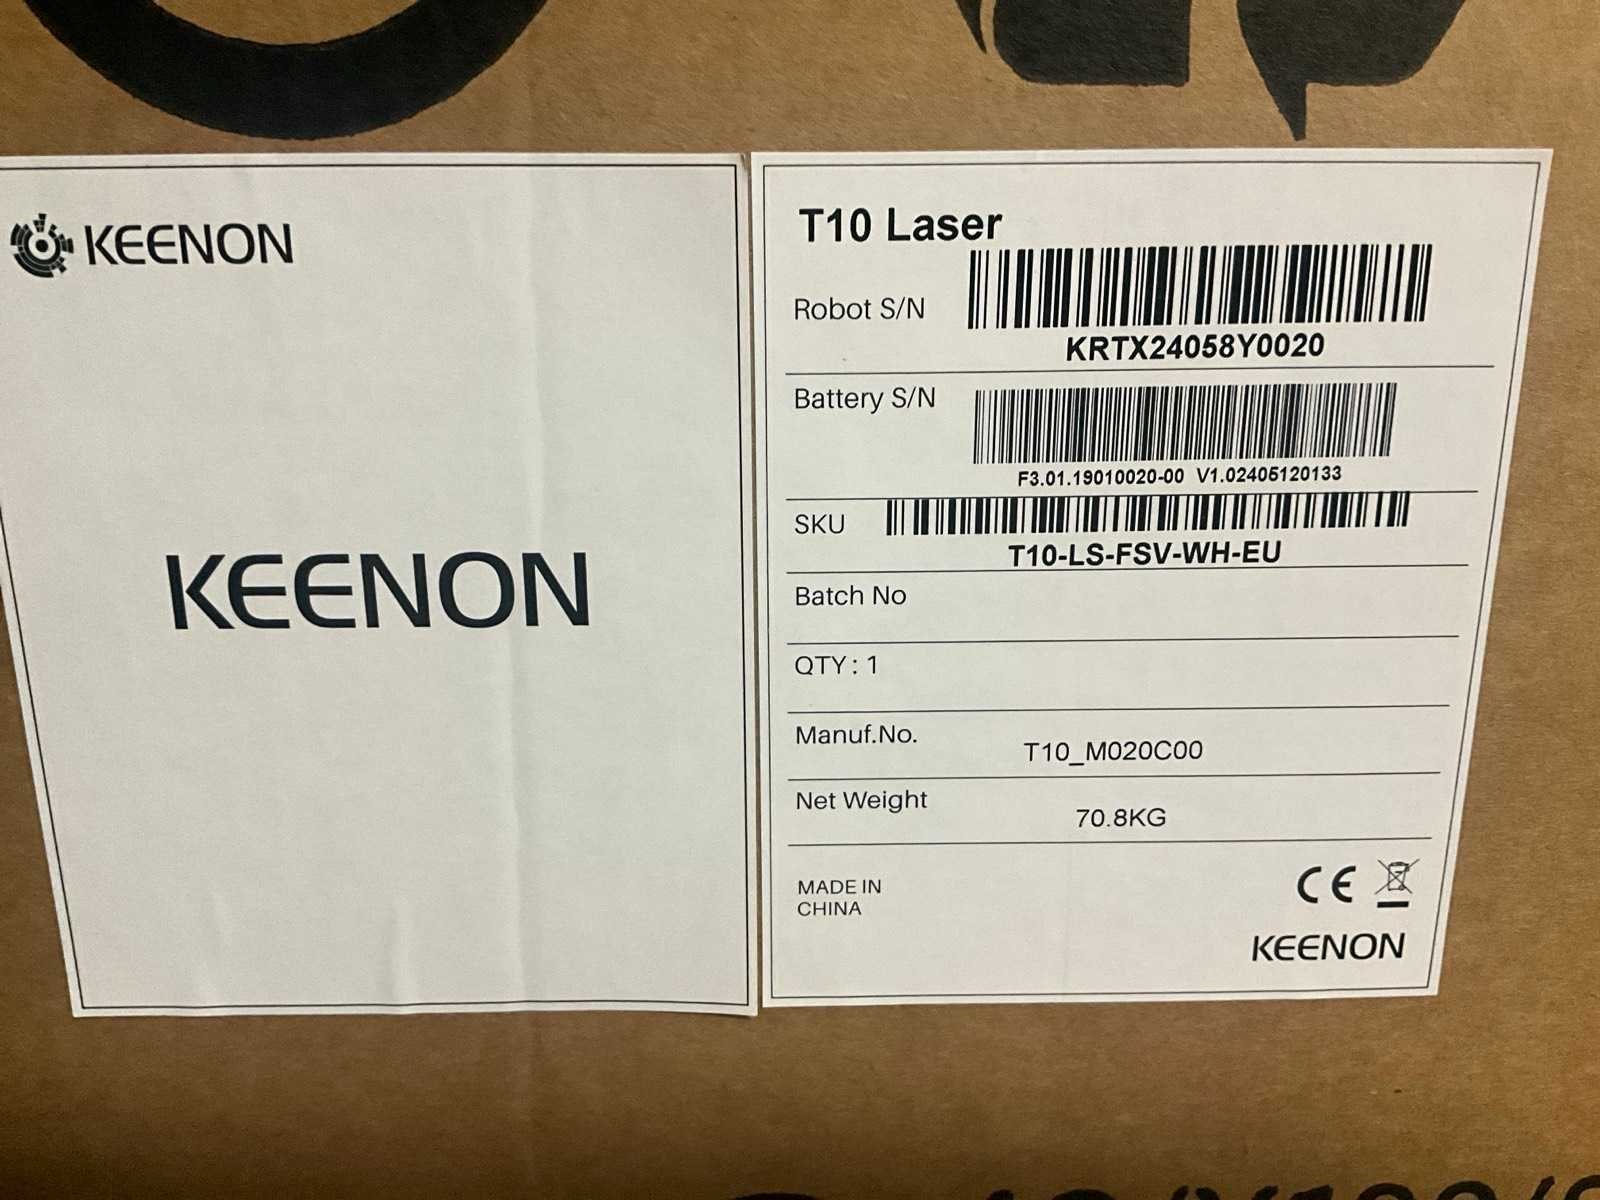 KEENON
KEENON
T10 Laser
Robot S/N
KRTX24058Y0020
Battery S/N
F3.01.19010020-00 V1.02405120133
SKU
T10-LS-FSV-WH-EU
Batch No
QTY: 1
Manuf.No.
T10_M020C00
Net Weight
70.8KG
MADE IN
CHINA
CE
KEENON